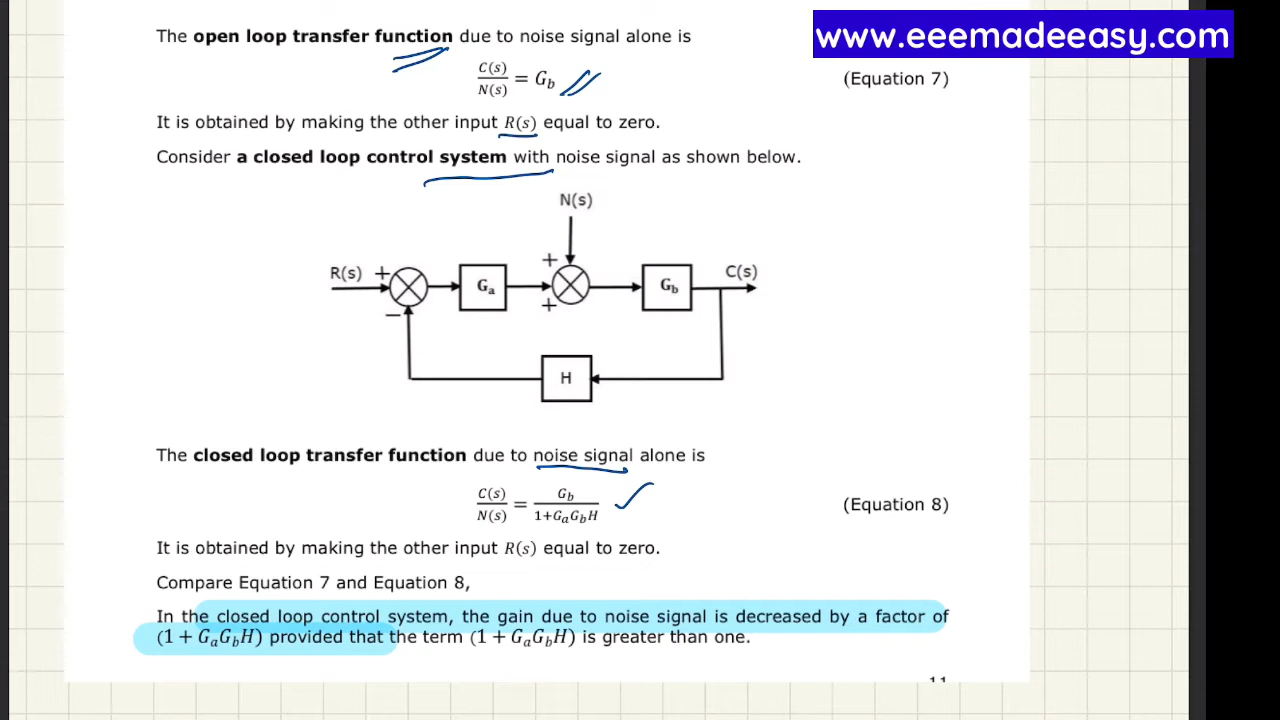 www.eeemadeeasy.com
The open loop transfer function due to noise signal alone is
C(s)/N(s) = G_b (Equation 7)
It is obtained by making the other input R(s) equal to zero.
Consider a closed loop control system with noise signal as shown below.
N(s)
R(s) + G_a + + G_b C(s)
−
H
The closed loop transfer function due to noise signal alone is
C(s)/N(s) = G_b/(1+G_aG_bH) (Equation 8)
It is obtained by making the other input R(s) equal to zero.
Compare Equation 7 and Equation 8,
In the closed loop control system, the gain due to noise signal is decreased by a factor of
(1 + G_aG_bH) provided that the term (1 + G_aG_bH) is greater than one.